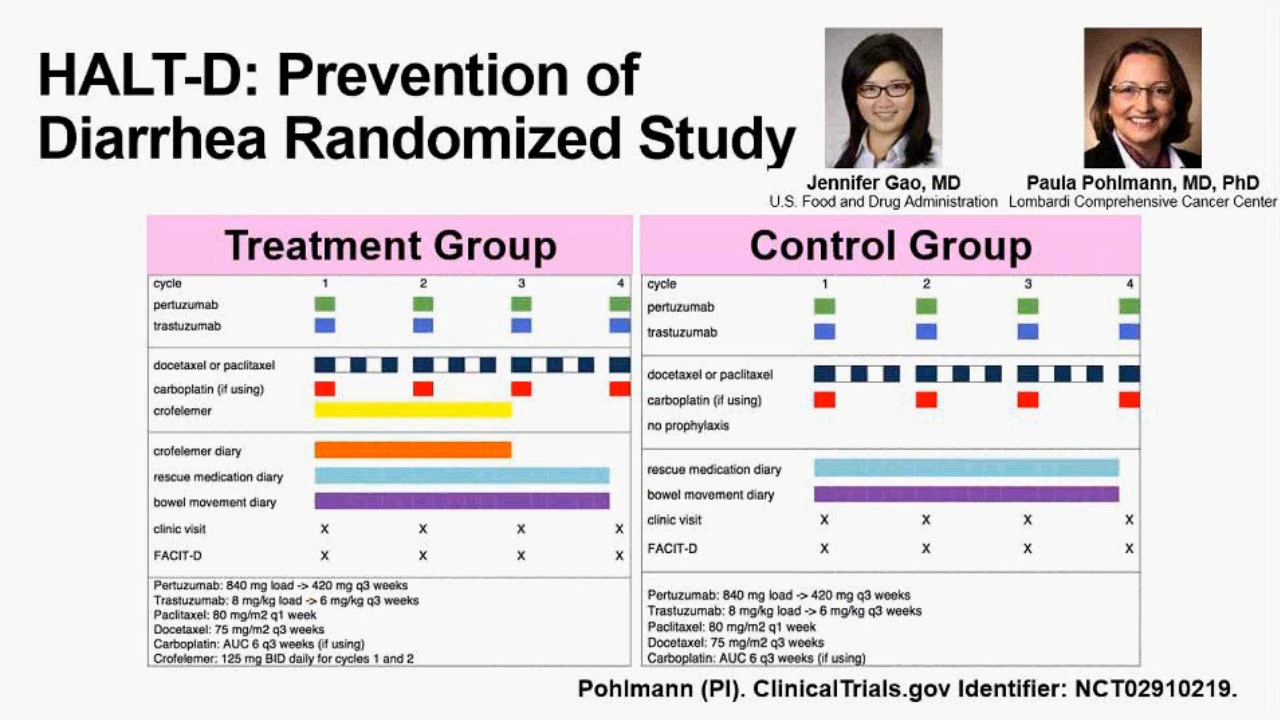 HALT-D: Prevention of
Diarrhea Randomized Study
Jennifer Gao, MD
U.S. Food and Drug Administration
Paula Pohlmann, MD, PhD
Lombardi Comprehensive Cancer Center
Treatment Group
cycle 1 2 3 4
pertuzumab
trastuzumab
docetaxel or paclitaxel
carboplatin (if using)
crofelemer
crofelemer diary
rescue medication diary
bowel movement diary
clinic visit X X X X
FACIT-D X X X X
Pertuzumab: 840 mg load -> 420 mg q3 weeks
Trastuzumab: 8 mg/kg load -> 6 mg/kg q3 weeks
Paclitaxel: 80 mg/m2 q1 week
Docetaxel: 75 mg/m2 q3 weeks
Carboplatin: AUC 6 q3 weeks (if using)
Crofelemer: 125 mg BID daily for cycles 1 and 2
Control Group
cycle 1 2 3 4
pertuzumab
trastuzumab
docetaxel or paclitaxel
carboplatin (if using)
no prophylaxis
rescue medication diary
bowel movement diary
clinic visit X X X X
FACIT-D X X X X
Pertuzumab: 840 mg load -> 420 mg q3 weeks
Trastuzumab: 8 mg/kg load -> 6 mg/kg q3 weeks
Paclitaxel: 80 mg/m2 q1 week
Docetaxel: 75 mg/m2 q3 weeks
Carboplatin: AUC 6 q3 weeks (if using)
Pohlmann (PI). ClinicalTrials.gov Identifier: NCT02910219.